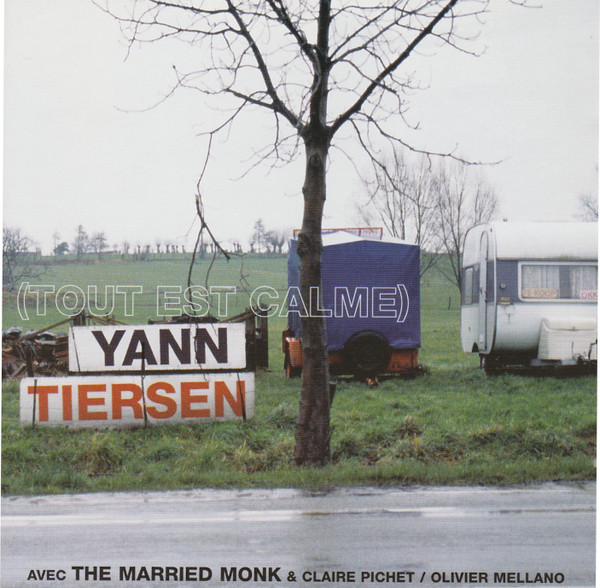 (TOUT EST CALME)
YANN
TIERSEN
AVEC THE MARRIED MONK & CLAIRE PICHET / OLIVIER MELLANO